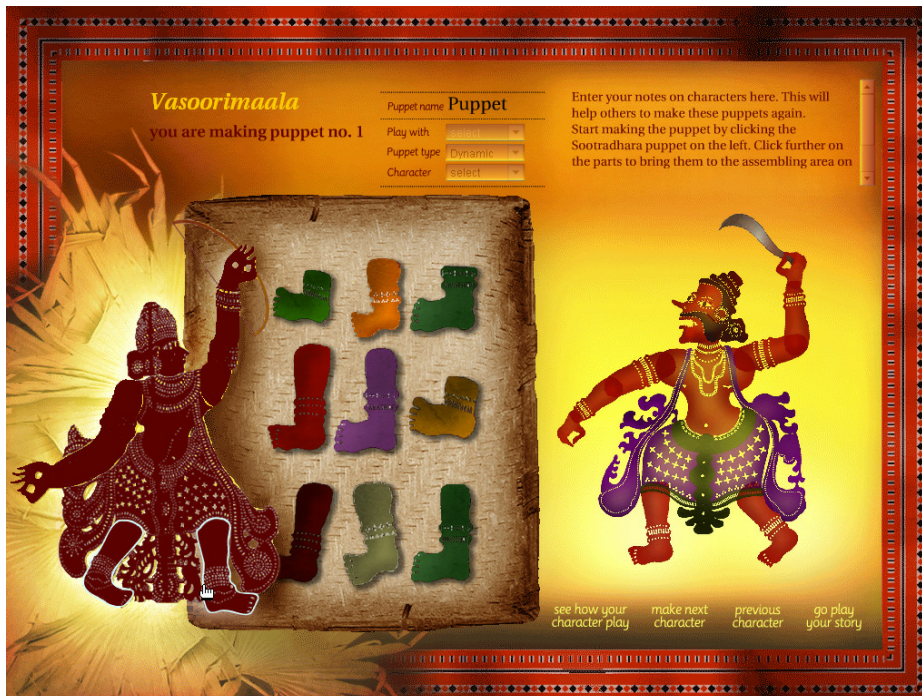 Vasoorimaala
you are making puppet no. 1
Puppet name Puppet
Play with select
Puppet type Dynamic
Character select
Enter your notes on characters here. This will
help others to make these puppets again.
Start making the puppet by clicking the
Sootradhara puppet on the left. Click further on
the parts to bring them to the assembling area on
see how your
character play
make next
character
previous
character
go play
your story